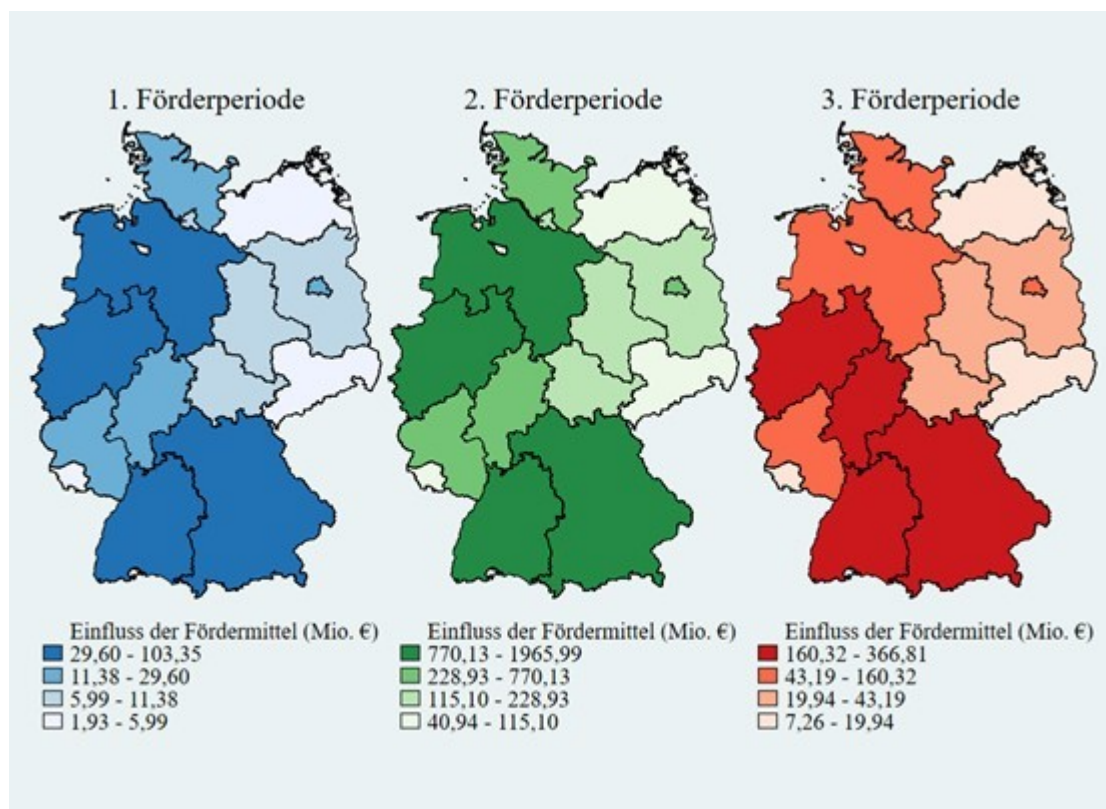 1. Förderperiode
2. Förderperiode
3. Förderperiode
Einfluss der Fördermittel (Mio. €)
29,60 - 103,35
11,38 - 29,60
5,99 - 11,38
1,93 - 5,99
Einfluss der Fördermittel (Mio. €)
770,13 - 1965,99
228,93 - 770,13
115,10 - 228,93
40,94 - 115,10
Einfluss der Fördermittel (Mio. €)
160,32 - 366,81
43,19 - 160,32
19,94 - 43,19
7,26 - 19,94